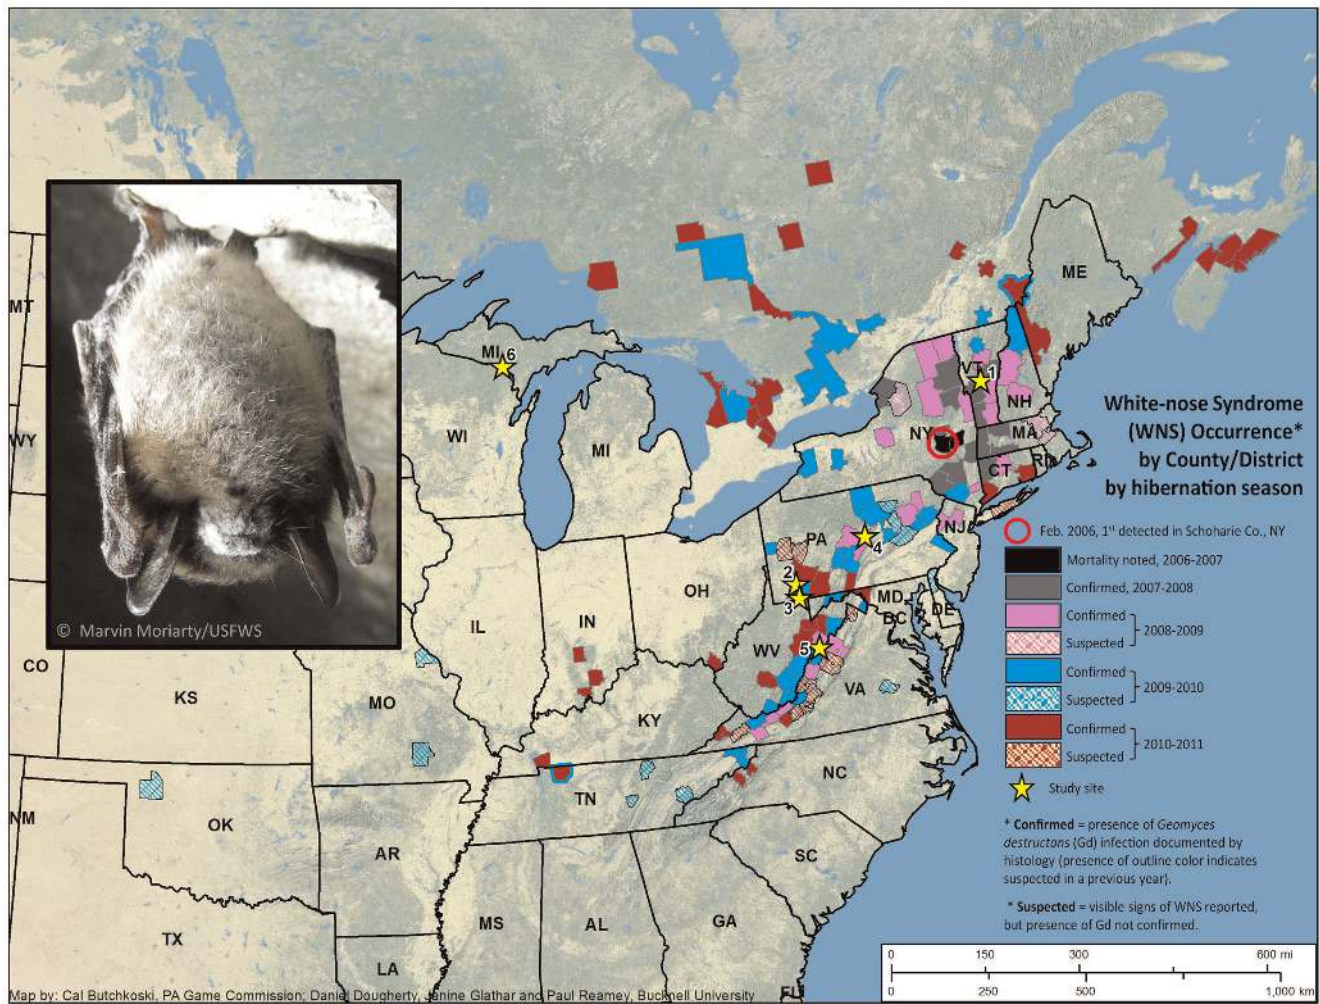 White-nose Syndrome
(WNS) Occurrence*
by County/District
by hibernation season
Feb. 2006, 1st detected in Schoharie Co., NY
Mortality noted, 2006-2007
Confirmed, 2007-2008
Confirmed
2008-2009
Suspected
Confirmed
2009-2010
Suspected
Confirmed
2010-2011
Suspected
Study site
* Confirmed = presence of Geomyces
destructans (Gd) infection documented by
histology (presence of outline color indicates
suspected in a previous year).
* Suspected = visible signs of WNS reported,
but presence of Gd not confirmed.
0 150 300 600 mi
0 250 500 1,000 km
© Marvin Moriarty/USFWS
MT
WY
CO
NM
KS
OK
TX
MO
AR
LA
MS
AL
GA
FL
SC
NC
TN
KY
VA
WV
OH
IN
IL
WI
MI
MI 6
ME
VT 1
NH
NY
MA
RI
CT
NJ
PA
4
2
3
5
MD
DC
DE
Map by: Cal Butchkoski, PA Game Commission; Daniel Dougherty, Janine Glathar and Paul Reamey, Bucknell University